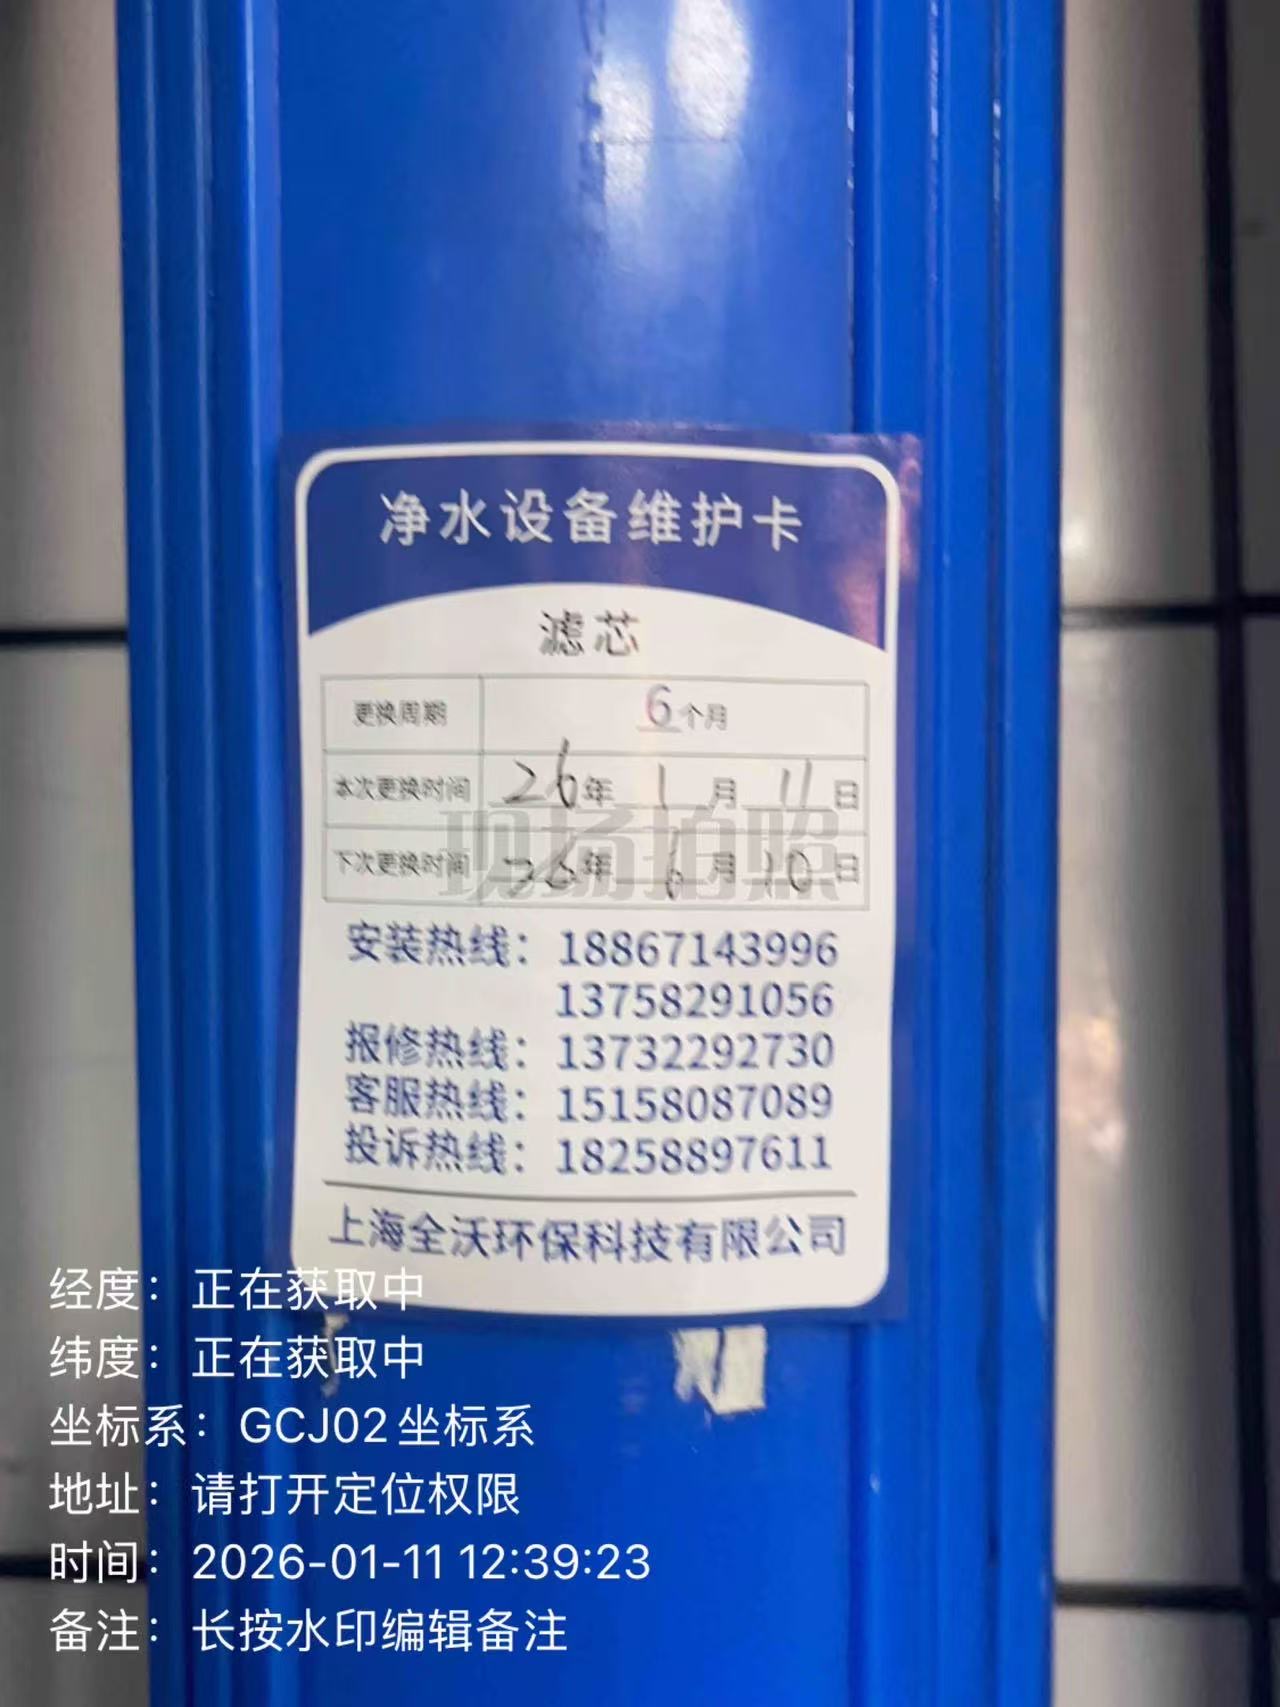 净水设备维护卡
滤芯
更换周期 6个月
本次更换时间 26年 1月 11日
下次更换时间 26年 6月 10日
现场拍照
安装热线：18867143996
13758291056
报修热线：13732292730
客服热线：15158087089
投诉热线：18258897611
上海全沃环保科技有限公司
经度：正在获取中
纬度：正在获取中
坐标系：GCJ02坐标系
地址：请打开定位权限
时间：2026-01-11 12:39:23
备注：长按水印编辑备注